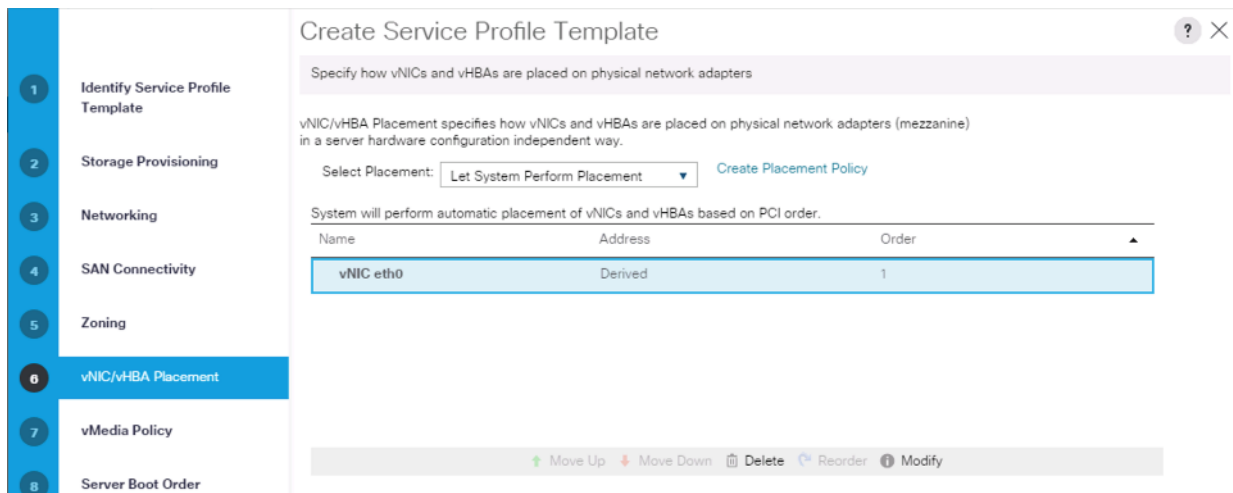 Create Service Profile Template
?
Specify how vNICs and vHBAs are placed on physical network adapters
1 Identify Service Profile
Template
vNIC/vHBA Placement specifies how vNICs and vHBAs are placed on physical network adapters (mezzanine)
in a server hardware configuration independent way.
2 Storage Provisioning
Select Placement: Let System Perform Placement Create Placement Policy
3 Networking
System will perform automatic placement of vNICs and vHBAs based on PCI order.
Name Address Order
4 SAN Connectivity
vNIC eth0 Derived 1
5 Zoning
6 vNIC/vHBA Placement
7 vMedia Policy
Move Up Move Down Delete Reorder Modify
8 Server Boot Order